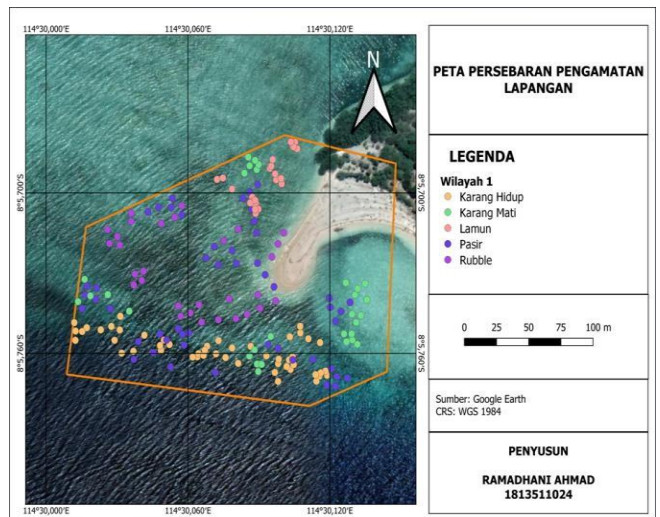 114°30,000'E 114°30,060'E 114°30,120'E
N
8°5,700'S 8°5,700'S
8°5,760'S 8°5,760'S
114°30,000'E 114°30,060'E 114°30,120'E
PETA PERSEBARAN PENGAMATAN
LAPANGAN
LEGENDA
Wilayah 1
Karang Hidup
Karang Mati
Lamun
Pasir
Rubble
0 25 50 75 100 m
Sumber: Google Earth
CRS: WGS 1984
PENYUSUN
RAMADHANI AHMAD
1813511024